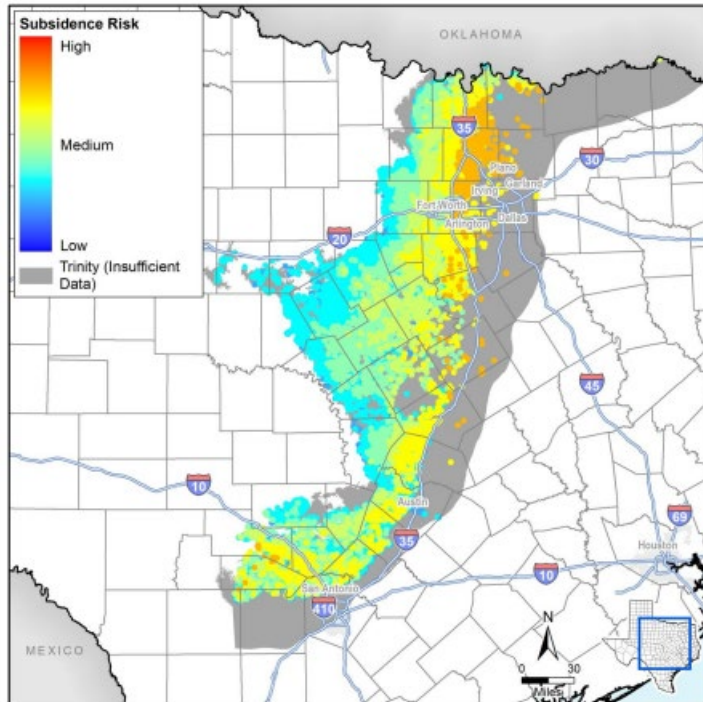 Subsidence Risk
High
Medium
Low
Trinity (Insufficient
Data)
OKLAHOMA
35
30
Plano
Irving
Garland
Fort Worth
Dallas
Arlington
20
45
10
Austin
69
35
Houston
San Antonio
10
410
N
MEXICO
0
30
Miles